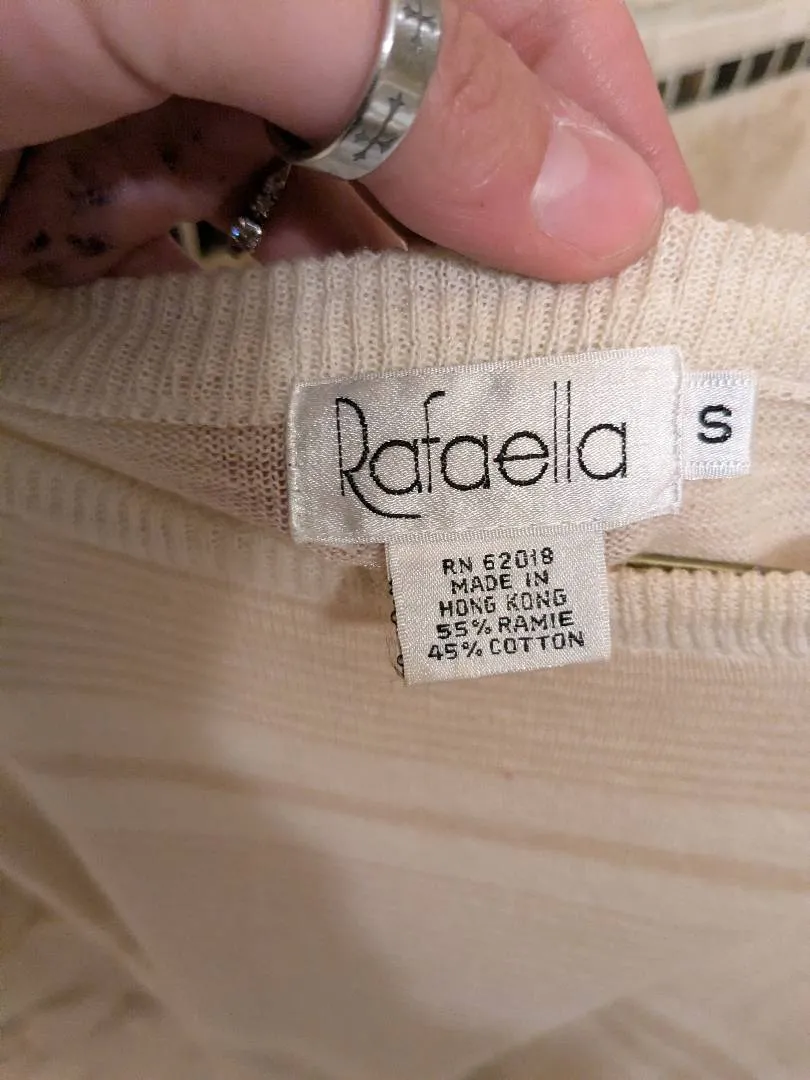 Rafaella
S
RN 62018
MADE IN
HONG KONG
55% RAMIE
45% COTTON